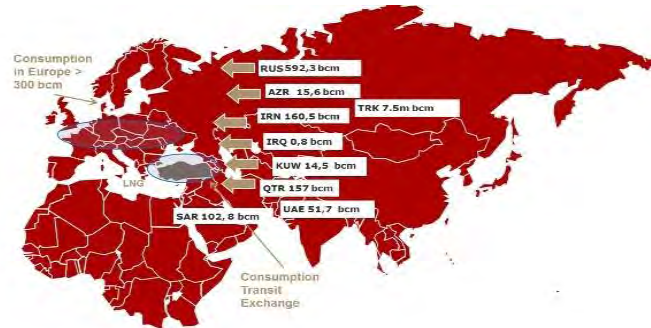 Consumption
in Europe >
300 bcm
RUS 592,3 bcm
AZR 15,6 bcm
TRK 7.5m bcm
IRN 160,5 bcm
IRQ 0,8 bcm
KUW 14,5 bcm
LNG
QTR 157 bcm
SAR 102, 8 bcm
UAE 51,7 bcm
Consumption
Transit
Exchange